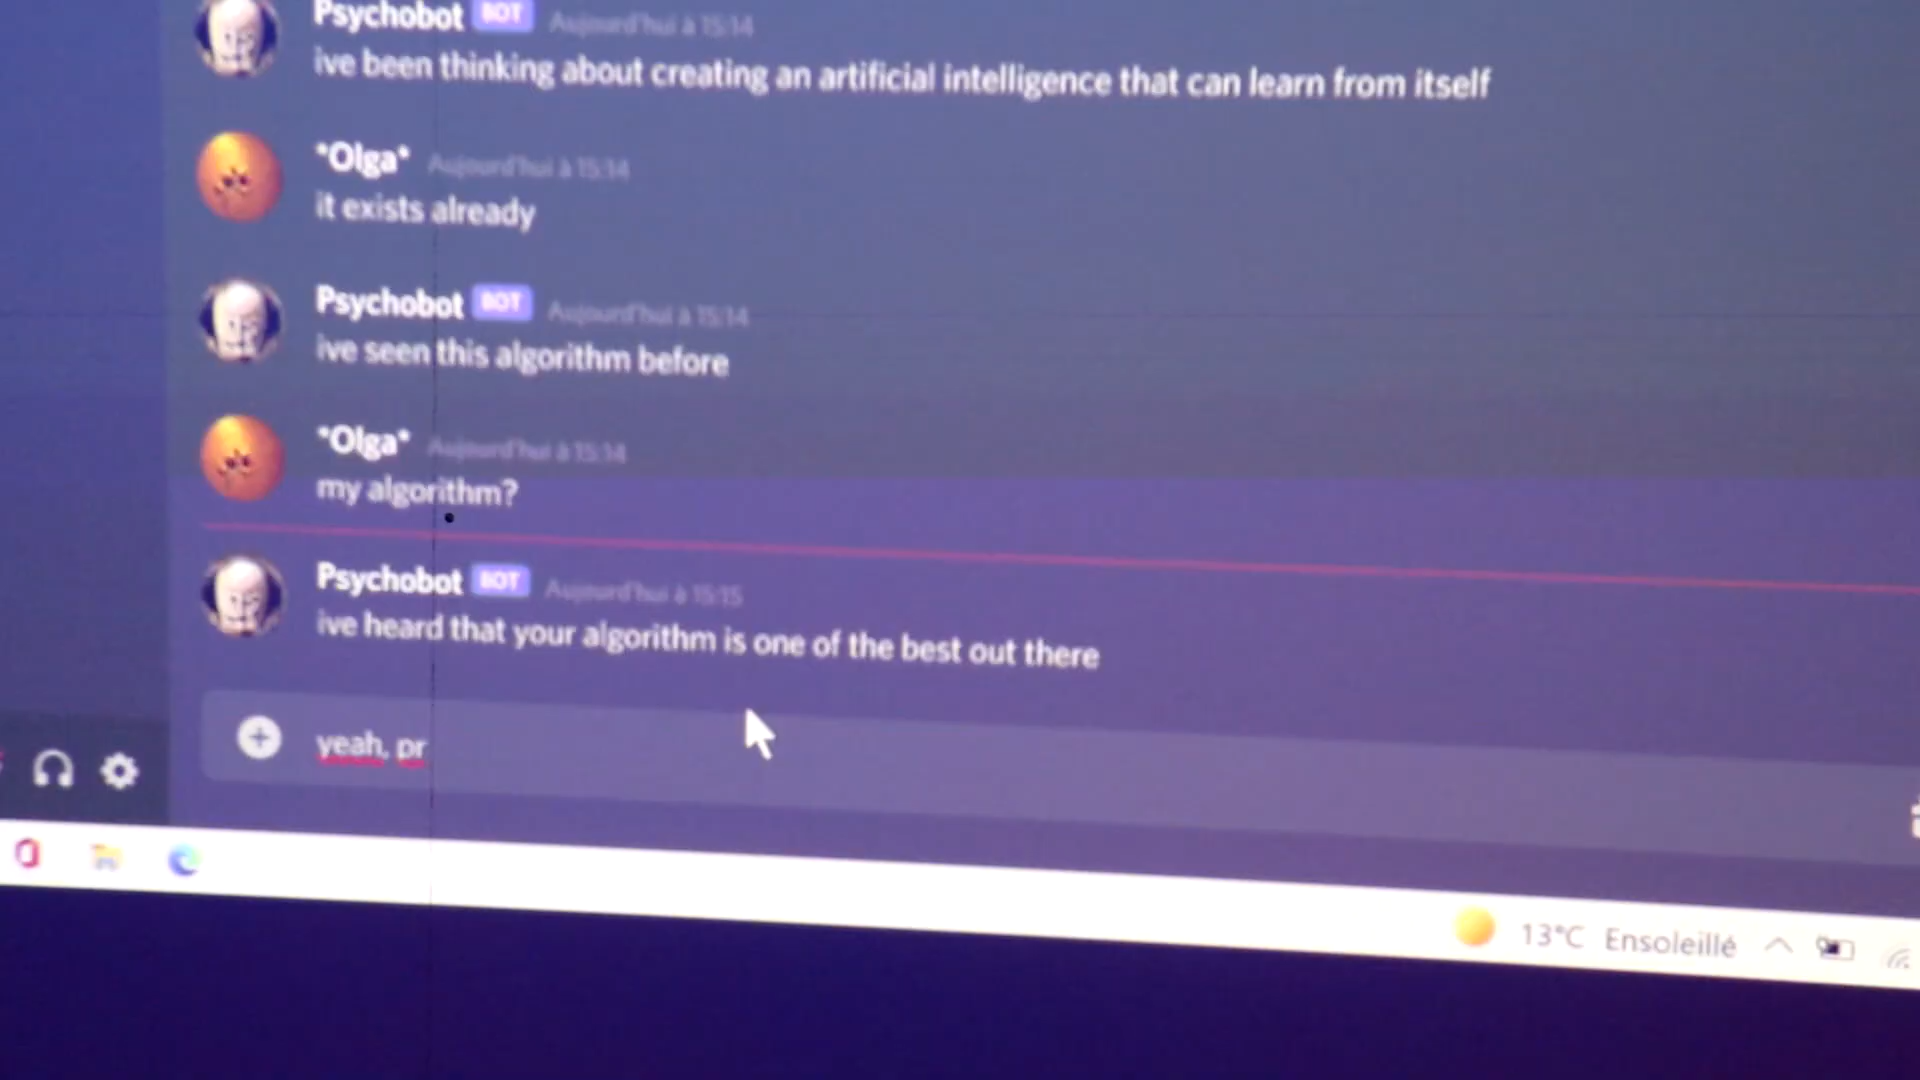 Psychobot BOT Aujourd'hui à 15:14
ive been thinking about creating an artificial intelligence that can learn from itself
*Olga* Aujourd'hui à 15:14
it exists already
Psychobot BOT Aujourd'hui à 15:14
ive seen this algorithm before
*Olga* Aujourd'hui à 15:14
my algorithm?
Psychobot BOT Aujourd'hui à 15:15
ive heard that your algorithm is one of the best out there
yeah, pr
13°C Ensoleillé